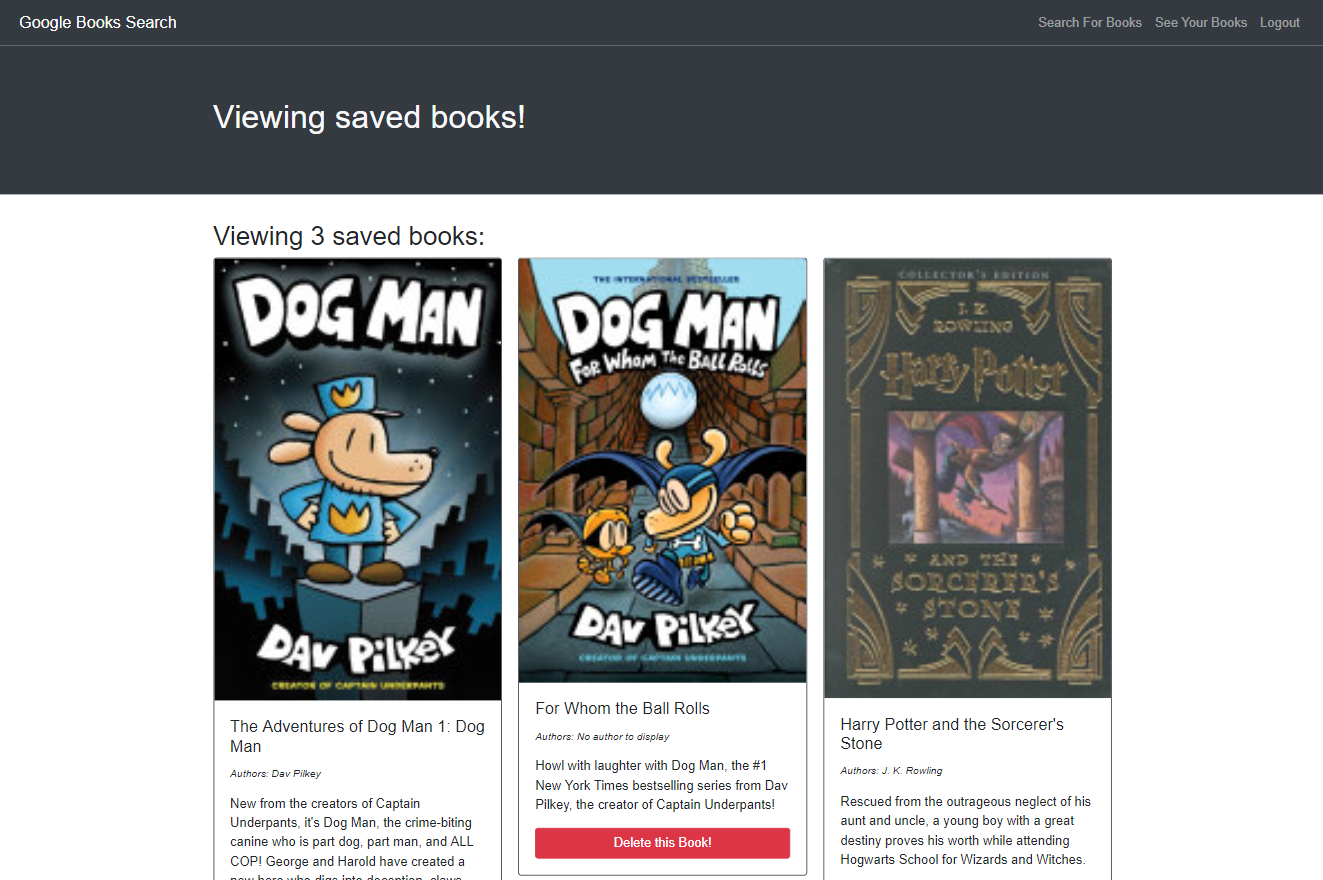 Google Books Search
Search For Books
See Your Books
Logout
Viewing saved books!
Viewing 3 saved books:
DOG MAN
DAV PILKEY
CREATOR OF CAPTAIN UNDERPANTS
The Adventures of Dog Man 1: Dog
Man
Authors: Dav Pilkey
New from the creators of Captain
Underpants, it's Dog Man, the crime-biting
canine who is part dog, part man, and ALL
COP! George and Harold have created a
new hero who digs into deception, claws
THE INTERNATIONAL BESTSELLER
DOG MAN
FOR WHOM THE BALL ROLLS
DAV PILKEY
CREATOR OF CAPTAIN UNDERPANTS
For Whom the Ball Rolls
Authors: No author to display
Howl with laughter with Dog Man, the #1
New York Times bestselling series from Dav
Pilkey, the creator of Captain Underpants!
Delete this Book!
COLLECTOR'S EDITION
J. K.
ROWLING
Harry Potter
AND THE
SORCERER'S
STONE
Harry Potter and the Sorcerer's
Stone
Authors: J. K. Rowling
Rescued from the outrageous neglect of his
aunt and uncle, a young boy with a great
destiny proves his worth while attending
Hogwarts School for Wizards and Witches.